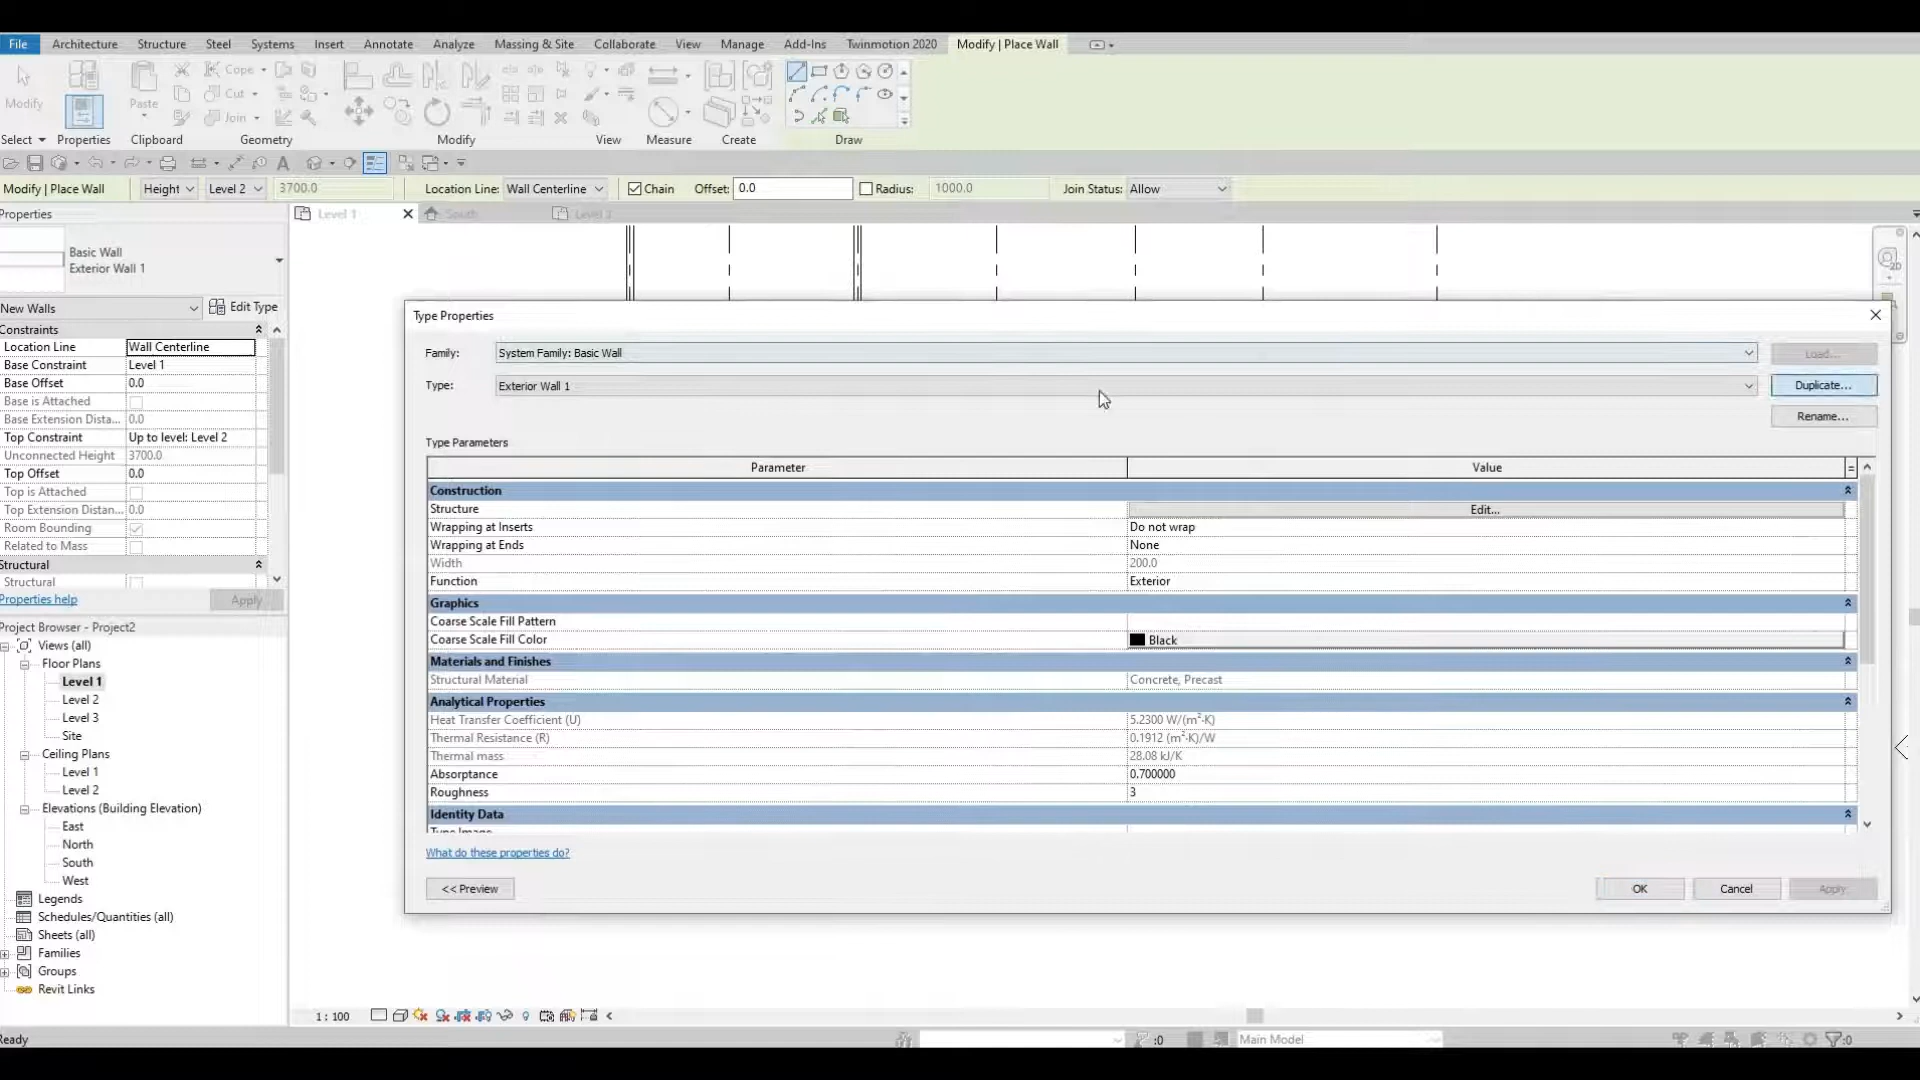 File Architecture Structure Steel Systems Insert Annotate Analyze Massing & Site Collaborate View Manage Add-Ins Twinmotion 2020 Modify | Place Wall
Modify Paste Cope Cut Join
Select Properties Clipboard Geometry Modify View Measure Create Draw
Modify | Place Wall Height Level 2 3700.0 Location Line: Wall Centerline Chain Offset: 0.0 Radius: 1000.0 Join Status: Allow
Properties Level 1 South Level 3
Basic Wall
Exterior Wall 1
New Walls Edit Type
Constraints
Location Line Wall Centerline
Base Constraint Level 1
Base Offset 0.0
Base is Attached
Base Extension Dista... 0.0
Top Constraint Up to level: Level 2
Unconnected Height 3700.0
Top Offset 0.0
Top is Attached
Top Extension Distan... 0.0
Room Bounding
Related to Mass
Structural
Structural
Properties help Apply
Project Browser - Project2
Views (all)
Floor Plans
Level 1
Level 2
Level 3
Site
Ceiling Plans
Level 1
Level 2
Elevations (Building Elevation)
East
North
South
West
Legends
Schedules/Quantities (all)
Sheets (all)
Families
Groups
Revit Links
Type Properties
Family: System Family: Basic Wall Load...
Type: Exterior Wall 1 Duplicate...
Rename...
Type Parameters
Parameter Value =
Construction
Structure Edit...
Wrapping at Inserts Do not wrap
Wrapping at Ends None
Width 200.0
Function Exterior
Graphics
Coarse Scale Fill Pattern
Coarse Scale Fill Color Black
Materials and Finishes
Structural Material Concrete, Precast
Analytical Properties
Heat Transfer Coefficient (U) 5.2300 W/(m²·K)
Thermal Resistance (R) 0.1912 (m²·K)/W
Thermal mass 28.08 kJ/K
Absorptance 0.700000
Roughness 3
Identity Data
Type Image
What do these properties do?
<< Preview OK Cancel Apply
1 : 100
Ready :0 Main Model :0